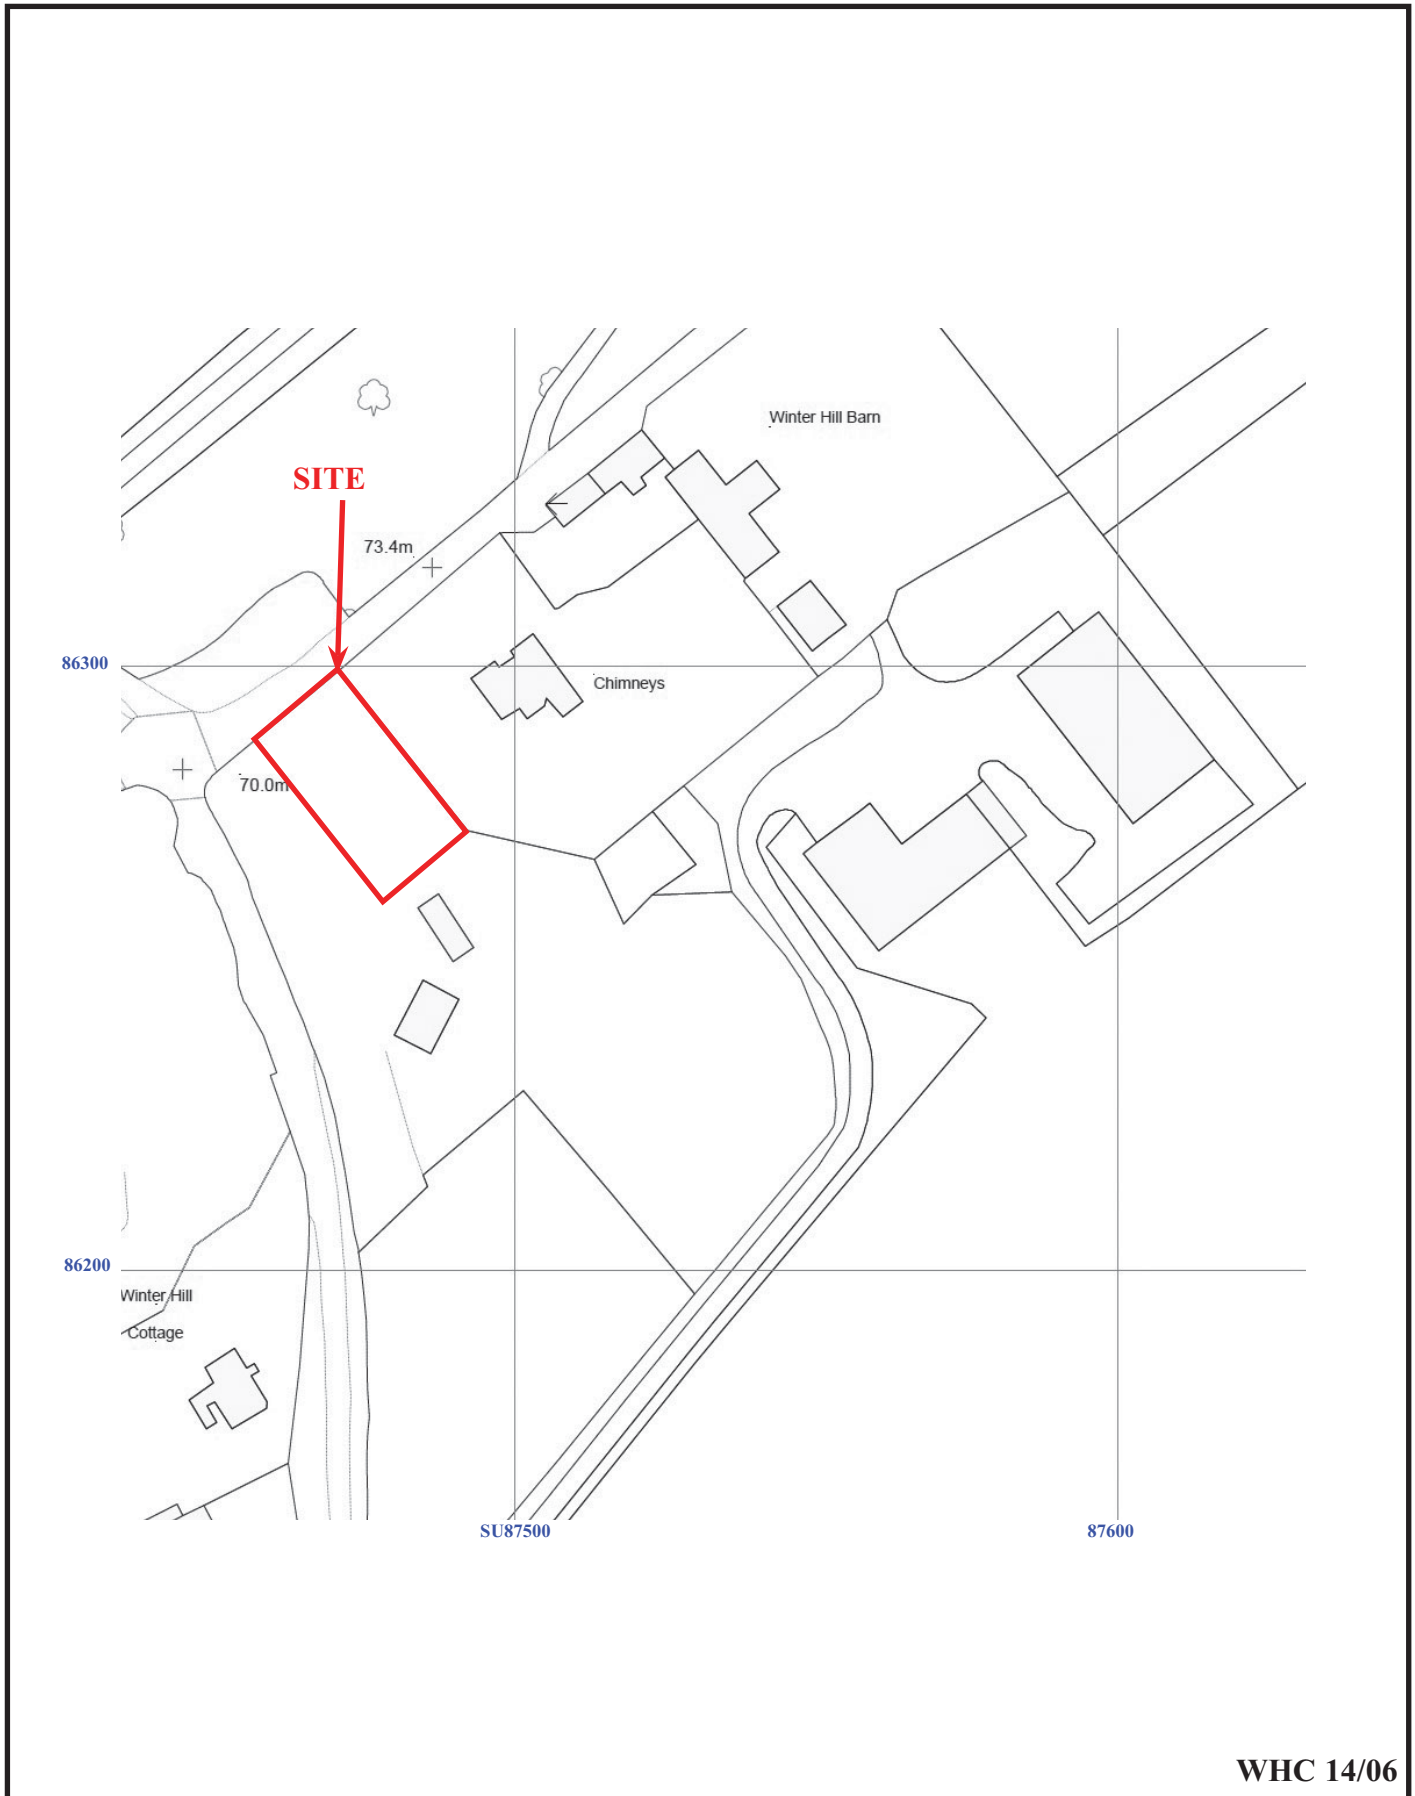 Winter Hill Barn
SITE
73.4m
86300
Chimneys
70.0m
86200
Winter Hill
Cottage
SU87500
87600
WHC 14/06